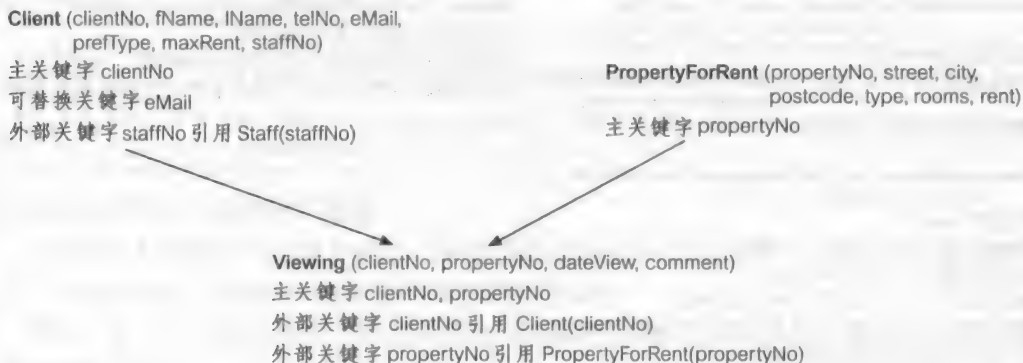 Client (clientNo, fName, lName, telNo, eMail,
prefType, maxRent, staffNo)
主关键字 clientNo
可替换关键字 eMail
外部关键字 staffNo 引用 Staff(staffNo)
PropertyForRent (propertyNo, street, city,
postcode, type, rooms, rent)
主关键字 propertyNo
Viewing (clientNo, propertyNo, dateView, comment)
主关键字 clientNo, propertyNo
外部关键字 clientNo 引用 Client(clientNo)
外部关键字 propertyNo 引用 PropertyForRent(propertyNo)